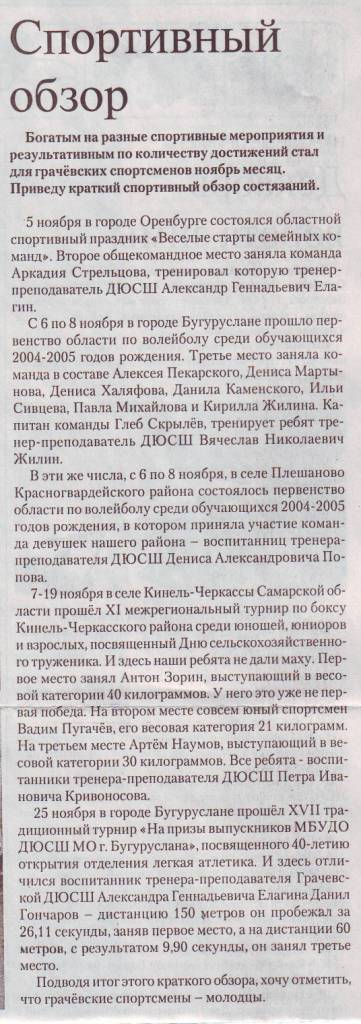 Спортивный
обзор
Богатым на разные спортивные мероприятия и
результативным по количеству достижений стал
для грачёвских спортсменов ноябрь месяц.
Приведу краткий спортивный обзор состязаний.
5 ноября в городе Оренбурге состоялся областной
спортивный праздник «Веселые старты семейных ко-
манд». Второе общекомандное место заняла команда
Аркадия Стрельцова, тренировал которую тренер-
преподаватель ДЮСШ Александр Геннадьевич Ела-
гин.
С 6 по 8 ноября в городе Бугуруслане прошло пер-
венство области по волейболу среди обучающихся
2004-2005 годов рождения. Третье место заняла ко-
манда в составе Алексея Пекарского, Дениса Марты-
нова, Дениса Халяфова, Данила Каменского, Ильи
Сивцева, Павла Михайлова и Кирилла Жилина. Ка-
питан команды Глеб Скрылёв, тренирует ребят тре-
нер-преподаватель ДЮСШ Вячеслав Николаевич
Жилин.
В эти же числа, с 6 по 8 ноября, в селе Плешаново
Красногвардейского района состоялось первенство
области по волейболу среди обучающихся 2004-2005
годов рождения, в котором приняла участие коман-
да девушек нашего района – воспитанниц тренера-
преподавателя ДЮСШ Дениса Александровича По-
пова.
7-19 ноября в селе Кинель-Черкассы Самарской об-
ласти прошёл XI межрегиональный турнир по боксу
Кинель-Черкасского района среди юношей, юниоров
и взрослых, посвященный Дню сельскохозяйственно-
го труженика. И здесь наши ребята не дали маху. Пер-
вое место занял Антон Зорин, выступающий в весо-
вой категории 40 килограммов. У него это уже не пер-
вая победа. На втором месте совсем юный спортсмен
Вадим Пугачёв, его весовая категория 21 килограмм.
На третьем месте Артём Наумов, выступающий в ве-
совой категории 30 килограммов. Все ребята - воспи-
танники тренера-преподавателя ДЮСШ Петра Ива-
новича Кривоносова.
25 ноября в городе Бугуруслане прошёл XVII тра-
диционный турнир «На призы выпускников МБУДО
ДЮСШ МО г. Бугуруслана», посвященного 40-летию
открытия отделения легкая атлетика. И здесь отли-
чился воспитанник тренера-преподавателя Грачевской
ДЮСШ Александра Геннадьевича Елагина Данил
Гончаров – дистанцию 150 метров он пробежал за
26,11 секунды, заняв первое место, а на дистанции 60
метров, с результатом 9,90 секунды, он занял третье
место.
Подводя итог этого краткого обзора, хочу отметить,
что грачёвские спортсмены – молодцы.